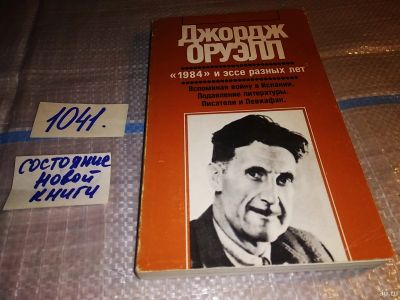 Джордж
ОРУЭЛЛ
«1984» и эссе разных лет
Вспоминая войну в Испании.
Подавление литературы.
Писатели и Левиафан.
1041.
состояние
новой
книги